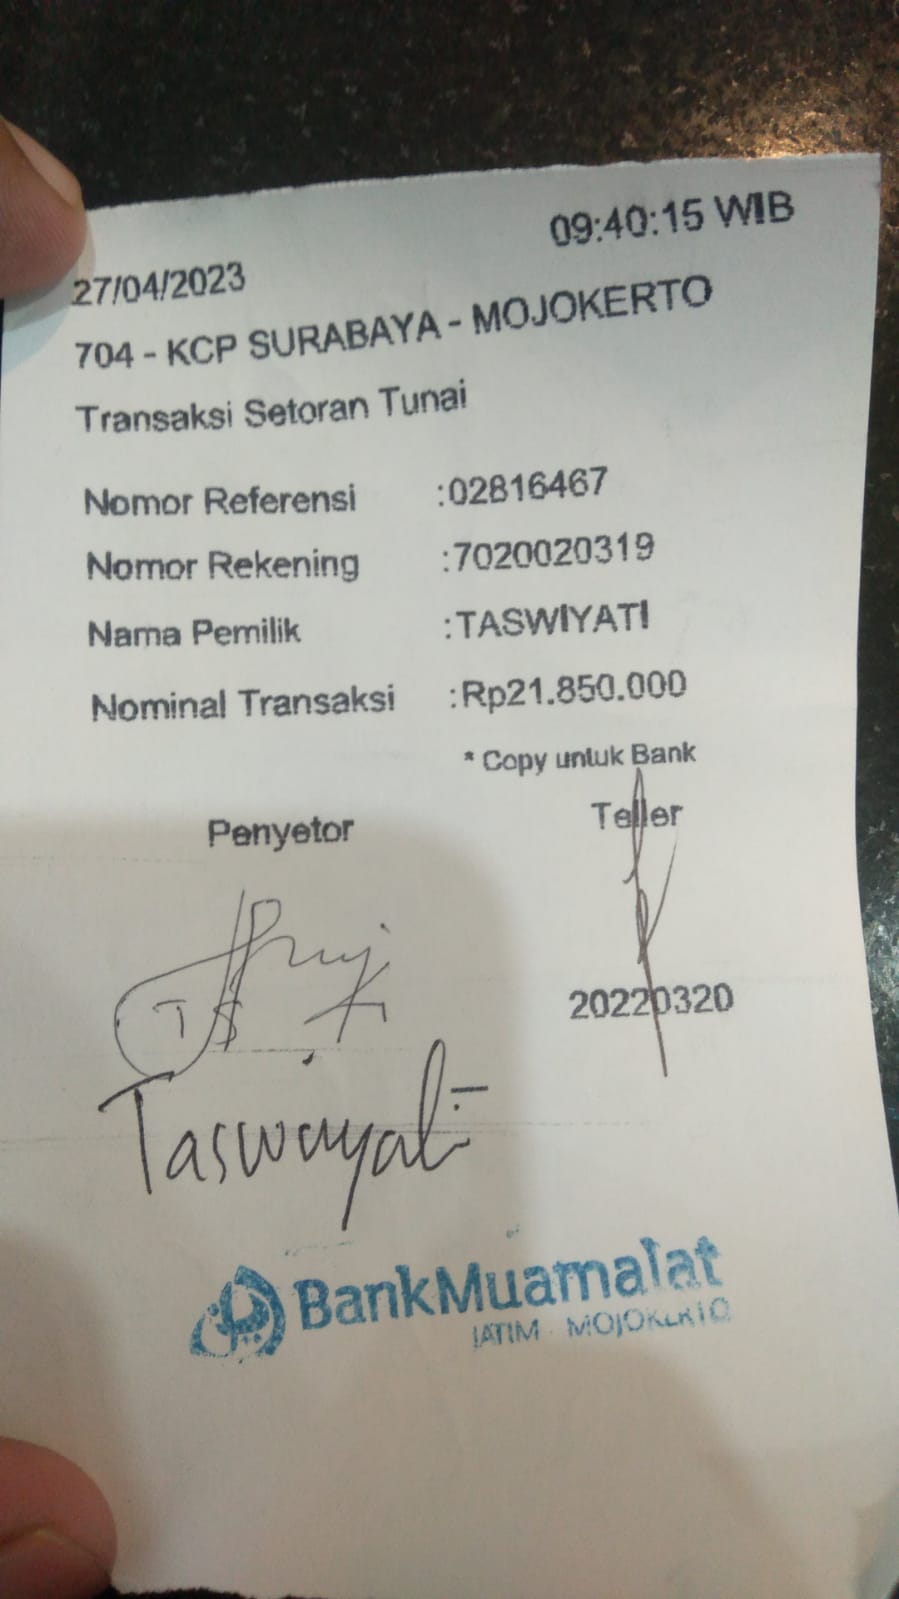 09:40:15 WIB
27/04/2023
704 - KCP SURABAYA - MOJOKERTO
Transaksi Setoran Tunai
Nomor Referensi :02816467
Nomor Rekening :7020020319
Nama Pemilik :TASWIYATI
Nominal Transaksi :Rp21.850.000
* Copy untuk Bank
Penyetor Teller
20220320
Taswiyati
BankMuamalat
JATIM - MOJOKERTO